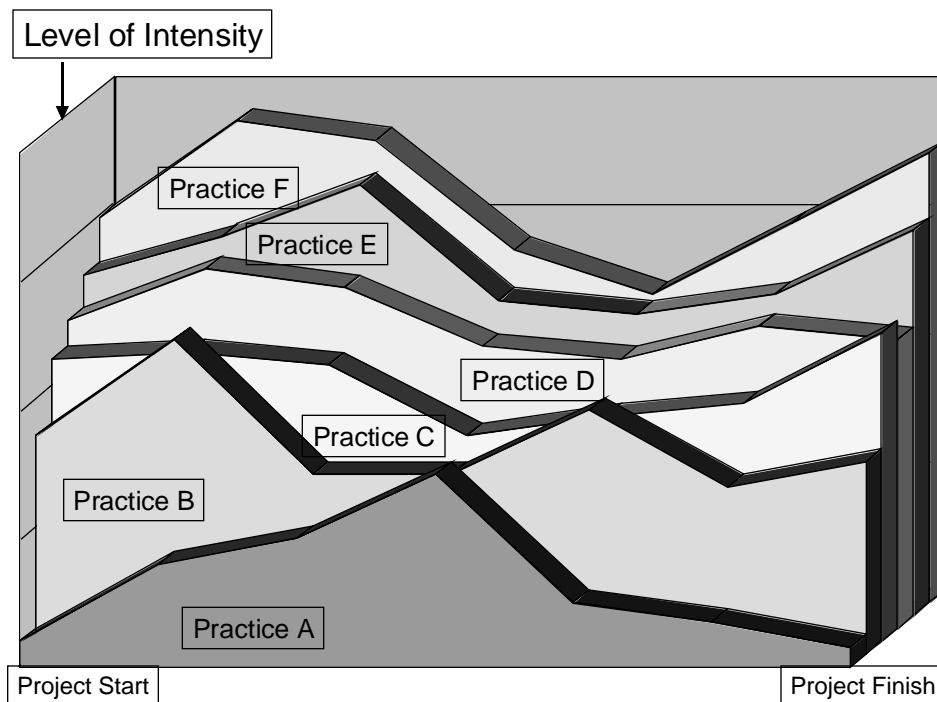 Level of Intensity
Practice F
Practice E
Practice D
Practice C
Practice B
Practice A
Project Start
Project Finish